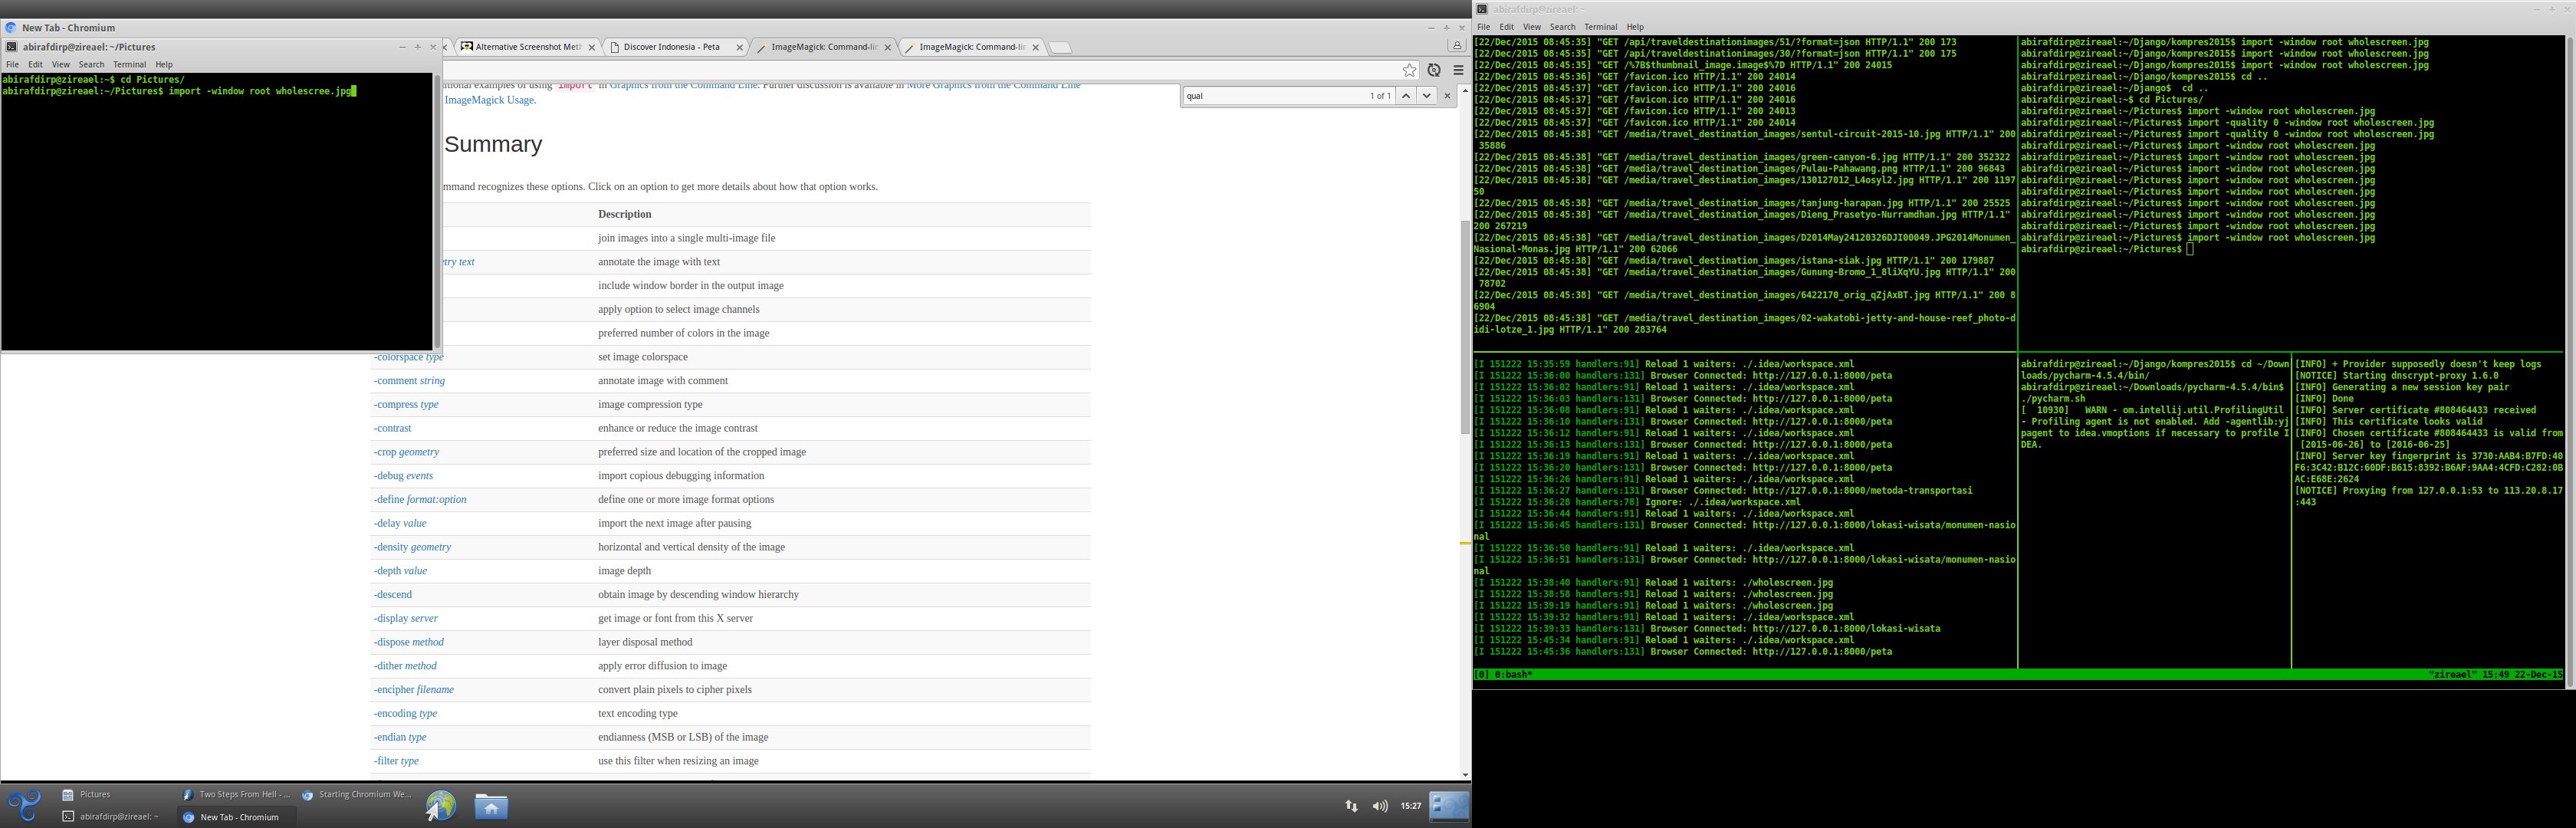 New Tab - Chromium
abirafdirp@zireael: ~/Pictures
Alternative Screenshot Meth
Discover Indonesia - Peta
ImageMagick: Command-lin
ImageMagick: Command-lin
File Edit View Search Terminal Help
abirafdirp@zireael:~$ cd Pictures/
abirafdirp@zireael:~/Pictures$ import -window root wholescree.jpg
tional examples of using import in Graphics from the Command Line. Further discussion is available in More Graphics from the Command Line
ImageMagick Usage.
qual 1 of 1
Summary
mmand recognizes these options. Click on an option to get more details about how that option works.
Description
join images into a single multi-image file
etry text annotate the image with text
include window border in the output image
apply option to select image channels
preferred number of colors in the image
-colorspace type set image colorspace
-comment string annotate image with comment
-compress type image compression type
-contrast enhance or reduce the image contrast
-crop geometry preferred size and location of the cropped image
-debug events import copious debugging information
-define format:option define one or more image format options
-delay value import the next image after pausing
-density geometry horizontal and vertical density of the image
-depth value image depth
-descend obtain image by descending window hierarchy
-display server get image or font from this X server
-dispose method layer disposal method
-dither method apply error diffusion to image
-encipher filename convert plain pixels to cipher pixels
-encoding type text encoding type
-endian type endianness (MSB or LSB) of the image
-filter type use this filter when resizing an image
Pictures
Two Steps From Hell - ...
Starting Chromium We...
abirafdirp@zireael: ~
New Tab - Chromium
15:27
abirafdirp@zireael: ~
File Edit View Search Terminal Help
[22/Dec/2015 08:45:35] "GET /api/traveldestinationimages/51/?format=json HTTP/1.1" 200 173
[22/Dec/2015 08:45:35] "GET /api/traveldestinationimages/30/?format=json HTTP/1.1" 200 175
[22/Dec/2015 08:45:35] "GET /%7B$thumbnail_image.image$%7D HTTP/1.1" 200 24015
[22/Dec/2015 08:45:36] "GET /favicon.ico HTTP/1.1" 200 24014
[22/Dec/2015 08:45:37] "GET /favicon.ico HTTP/1.1" 200 24016
[22/Dec/2015 08:45:37] "GET /favicon.ico HTTP/1.1" 200 24016
[22/Dec/2015 08:45:37] "GET /favicon.ico HTTP/1.1" 200 24013
[22/Dec/2015 08:45:37] "GET /favicon.ico HTTP/1.1" 200 24014
[22/Dec/2015 08:45:38] "GET /media/travel_destination_images/sentul-circuit-2015-10.jpg HTTP/1.1" 200
35886
[22/Dec/2015 08:45:38] "GET /media/travel_destination_images/green-canyon-6.jpg HTTP/1.1" 200 352322
[22/Dec/2015 08:45:38] "GET /media/travel_destination_images/Pulau-Pahawang.png HTTP/1.1" 200 96843
[22/Dec/2015 08:45:38] "GET /media/travel_destination_images/130127012_L4osyl2.jpg HTTP/1.1" 200 1197
50
[22/Dec/2015 08:45:38] "GET /media/travel_destination_images/tanjung-harapan.jpg HTTP/1.1" 200 25525
[22/Dec/2015 08:45:38] "GET /media/travel_destination_images/Dieng_Prasetyo-Nurramdhan.jpg HTTP/1.1"
200 267219
[22/Dec/2015 08:45:38] "GET /media/travel_destination_images/D2014May24120326DJI00049.JPG2014Monumen_
Nasional-Monas.jpg HTTP/1.1" 200 62066
[22/Dec/2015 08:45:38] "GET /media/travel_destination_images/istana-siak.jpg HTTP/1.1" 200 179887
[22/Dec/2015 08:45:38] "GET /media/travel_destination_images/Gunung-Bromo_1_8liXqYU.jpg HTTP/1.1" 200
78702
[22/Dec/2015 08:45:38] "GET /media/travel_destination_images/6422170_orig_qZjAxBT.jpg HTTP/1.1" 200 8
6904
[22/Dec/2015 08:45:38] "GET /media/travel_destination_images/02-wakatobi-jetty-and-house-reef_photo-d
idi-lotze_1.jpg HTTP/1.1" 200 283764
abirafdirp@zireael:~/Django/kompres2015$ import -window root wholescreen.jpg
abirafdirp@zireael:~/Django/kompres2015$ import -window root wholescreen.jpg
abirafdirp@zireael:~/Django/kompres2015$ import -window root wholescreen.jpg
abirafdirp@zireael:~/Django/kompres2015$ cd ..
abirafdirp@zireael:~/Django$ cd ..
abirafdirp@zireael:~$ cd Pictures/
abirafdirp@zireael:~/Pictures$ import -window root wholescreen.jpg
abirafdirp@zireael:~/Pictures$ import -quality 0 -window root wholescreen.jpg
abirafdirp@zireael:~/Pictures$ import -quality 0 -window root wholescreen.jpg
abirafdirp@zireael:~/Pictures$ import -window root wholescreen.jpg
abirafdirp@zireael:~/Pictures$ import -window root wholescreen.jpg
abirafdirp@zireael:~/Pictures$ import -window root wholescreen.jpg
abirafdirp@zireael:~/Pictures$ import -window root wholescreen.jpg
abirafdirp@zireael:~/Pictures$ import -window root wholescreen.jpg
abirafdirp@zireael:~/Pictures$ import -window root wholescreen.jpg
abirafdirp@zireael:~/Pictures$ import -window root wholescreen.jpg
abirafdirp@zireael:~/Pictures$ import -window root wholescreen.jpg
abirafdirp@zireael:~/Pictures$ import -window root wholescreen.jpg
abirafdirp@zireael:~/Pictures$
[I 151222 15:35:59 handlers:91] Reload 1 waiters: ./.idea/workspace.xml
[I 151222 15:36:00 handlers:131] Browser Connected: http://127.0.0.1:8000/peta
[I 151222 15:36:02 handlers:91] Reload 1 waiters: ./.idea/workspace.xml
[I 151222 15:36:03 handlers:131] Browser Connected: http://127.0.0.1:8000/peta
[I 151222 15:36:08 handlers:91] Reload 1 waiters: ./.idea/workspace.xml
[I 151222 15:36:10 handlers:131] Browser Connected: http://127.0.0.1:8000/peta
[I 151222 15:36:12 handlers:91] Reload 1 waiters: ./.idea/workspace.xml
[I 151222 15:36:13 handlers:131] Browser Connected: http://127.0.0.1:8000/peta
[I 151222 15:36:19 handlers:91] Reload 1 waiters: ./.idea/workspace.xml
[I 151222 15:36:20 handlers:131] Browser Connected: http://127.0.0.1:8000/peta
[I 151222 15:36:26 handlers:91] Reload 1 waiters: ./.idea/workspace.xml
[I 151222 15:36:27 handlers:131] Browser Connected: http://127.0.0.1:8000/metoda-transportasi
[I 151222 15:36:28 handlers:78] Ignore: ./.idea/workspace.xml
[I 151222 15:36:44 handlers:91] Reload 1 waiters: ./.idea/workspace.xml
[I 151222 15:36:45 handlers:131] Browser Connected: http://127.0.0.1:8000/lokasi-wisata/monumen-nasio
nal
[I 151222 15:36:50 handlers:91] Reload 1 waiters: ./.idea/workspace.xml
[I 151222 15:36:51 handlers:131] Browser Connected: http://127.0.0.1:8000/lokasi-wisata/monumen-nasio
nal
[I 151222 15:38:40 handlers:91] Reload 1 waiters: ./wholescreen.jpg
[I 151222 15:38:58 handlers:91] Reload 1 waiters: ./wholescreen.jpg
[I 151222 15:39:19 handlers:91] Reload 1 waiters: ./wholescreen.jpg
[I 151222 15:39:32 handlers:91] Reload 1 waiters: ./.idea/workspace.xml
[I 151222 15:39:33 handlers:131] Browser Connected: http://127.0.0.1:8000/lokasi-wisata
[I 151222 15:45:34 handlers:91] Reload 1 waiters: ./.idea/workspace.xml
[I 151222 15:45:36 handlers:131] Browser Connected: http://127.0.0.1:8000/peta
abirafdirp@zireael:~/Django/kompres2015$ cd ~/Down
loads/pycharm-4.5.4/bin/
abirafdirp@zireael:~/Downloads/pycharm-4.5.4/bin$
./pycharm.sh
[ 10930] WARN - om.intellij.util.ProfilingUtil
- Profiling agent is not enabled. Add -agentlib:yj
pagent to idea.vmoptions if necessary to profile I
DEA.
[INFO] + Provider supposedly doesn't keep logs
[NOTICE] Starting dnscrypt-proxy 1.6.0
[INFO] Generating a new session key pair
[INFO] Done
[INFO] Server certificate #808464433 received
[INFO] This certificate looks valid
[INFO] Chosen certificate #808464433 is valid from
[2015-06-26] to [2016-06-25]
[INFO] Server key fingerprint is 3730:AAB4:B7FD:40
F6:3C42:B12C:60DF:B615:8392:B6AF:9AA4:4CFD:C282:0B
AC:E68E:2624
[NOTICE] Proxying from 127.0.0.1:53 to 113.20.8.17
:443
[0] 0:bash* "zireael" 15:49 22-Dec-15